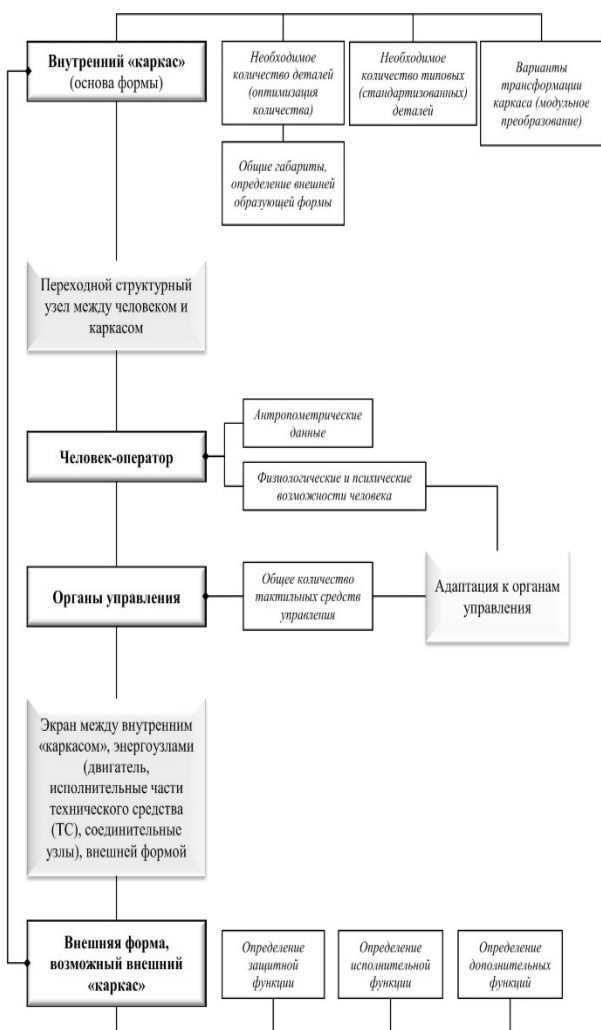 Внутренний «каркас»
(основа формы)
Необходимое
количество деталей
(оптимизация
количества)
Необходимое
количество типовых
(стандартизованных)
деталей
Варианты
трансформации
каркаса (модульное
преобразование)
Общие габариты,
определение внешней
образующей формы
Переходной структурный
узел между человеком и
каркасом
Антропометрические
данные
Человек-оператор
Физиологические и психические
возможности человека
Органы управления
Общее количество
тактильных средств
управления
Адаптация к органам
управления
Экран между внутренним
«каркасом», энергоузлами
(двигатель,
исполнительные части
технического средства
(ТС), соединительные
узлы), внешней формой
Внешняя форма,
возможный внешний
«каркас»
Определение
защитной
функции
Определение
исполнительной
функции
Определение
дополнительных
функций